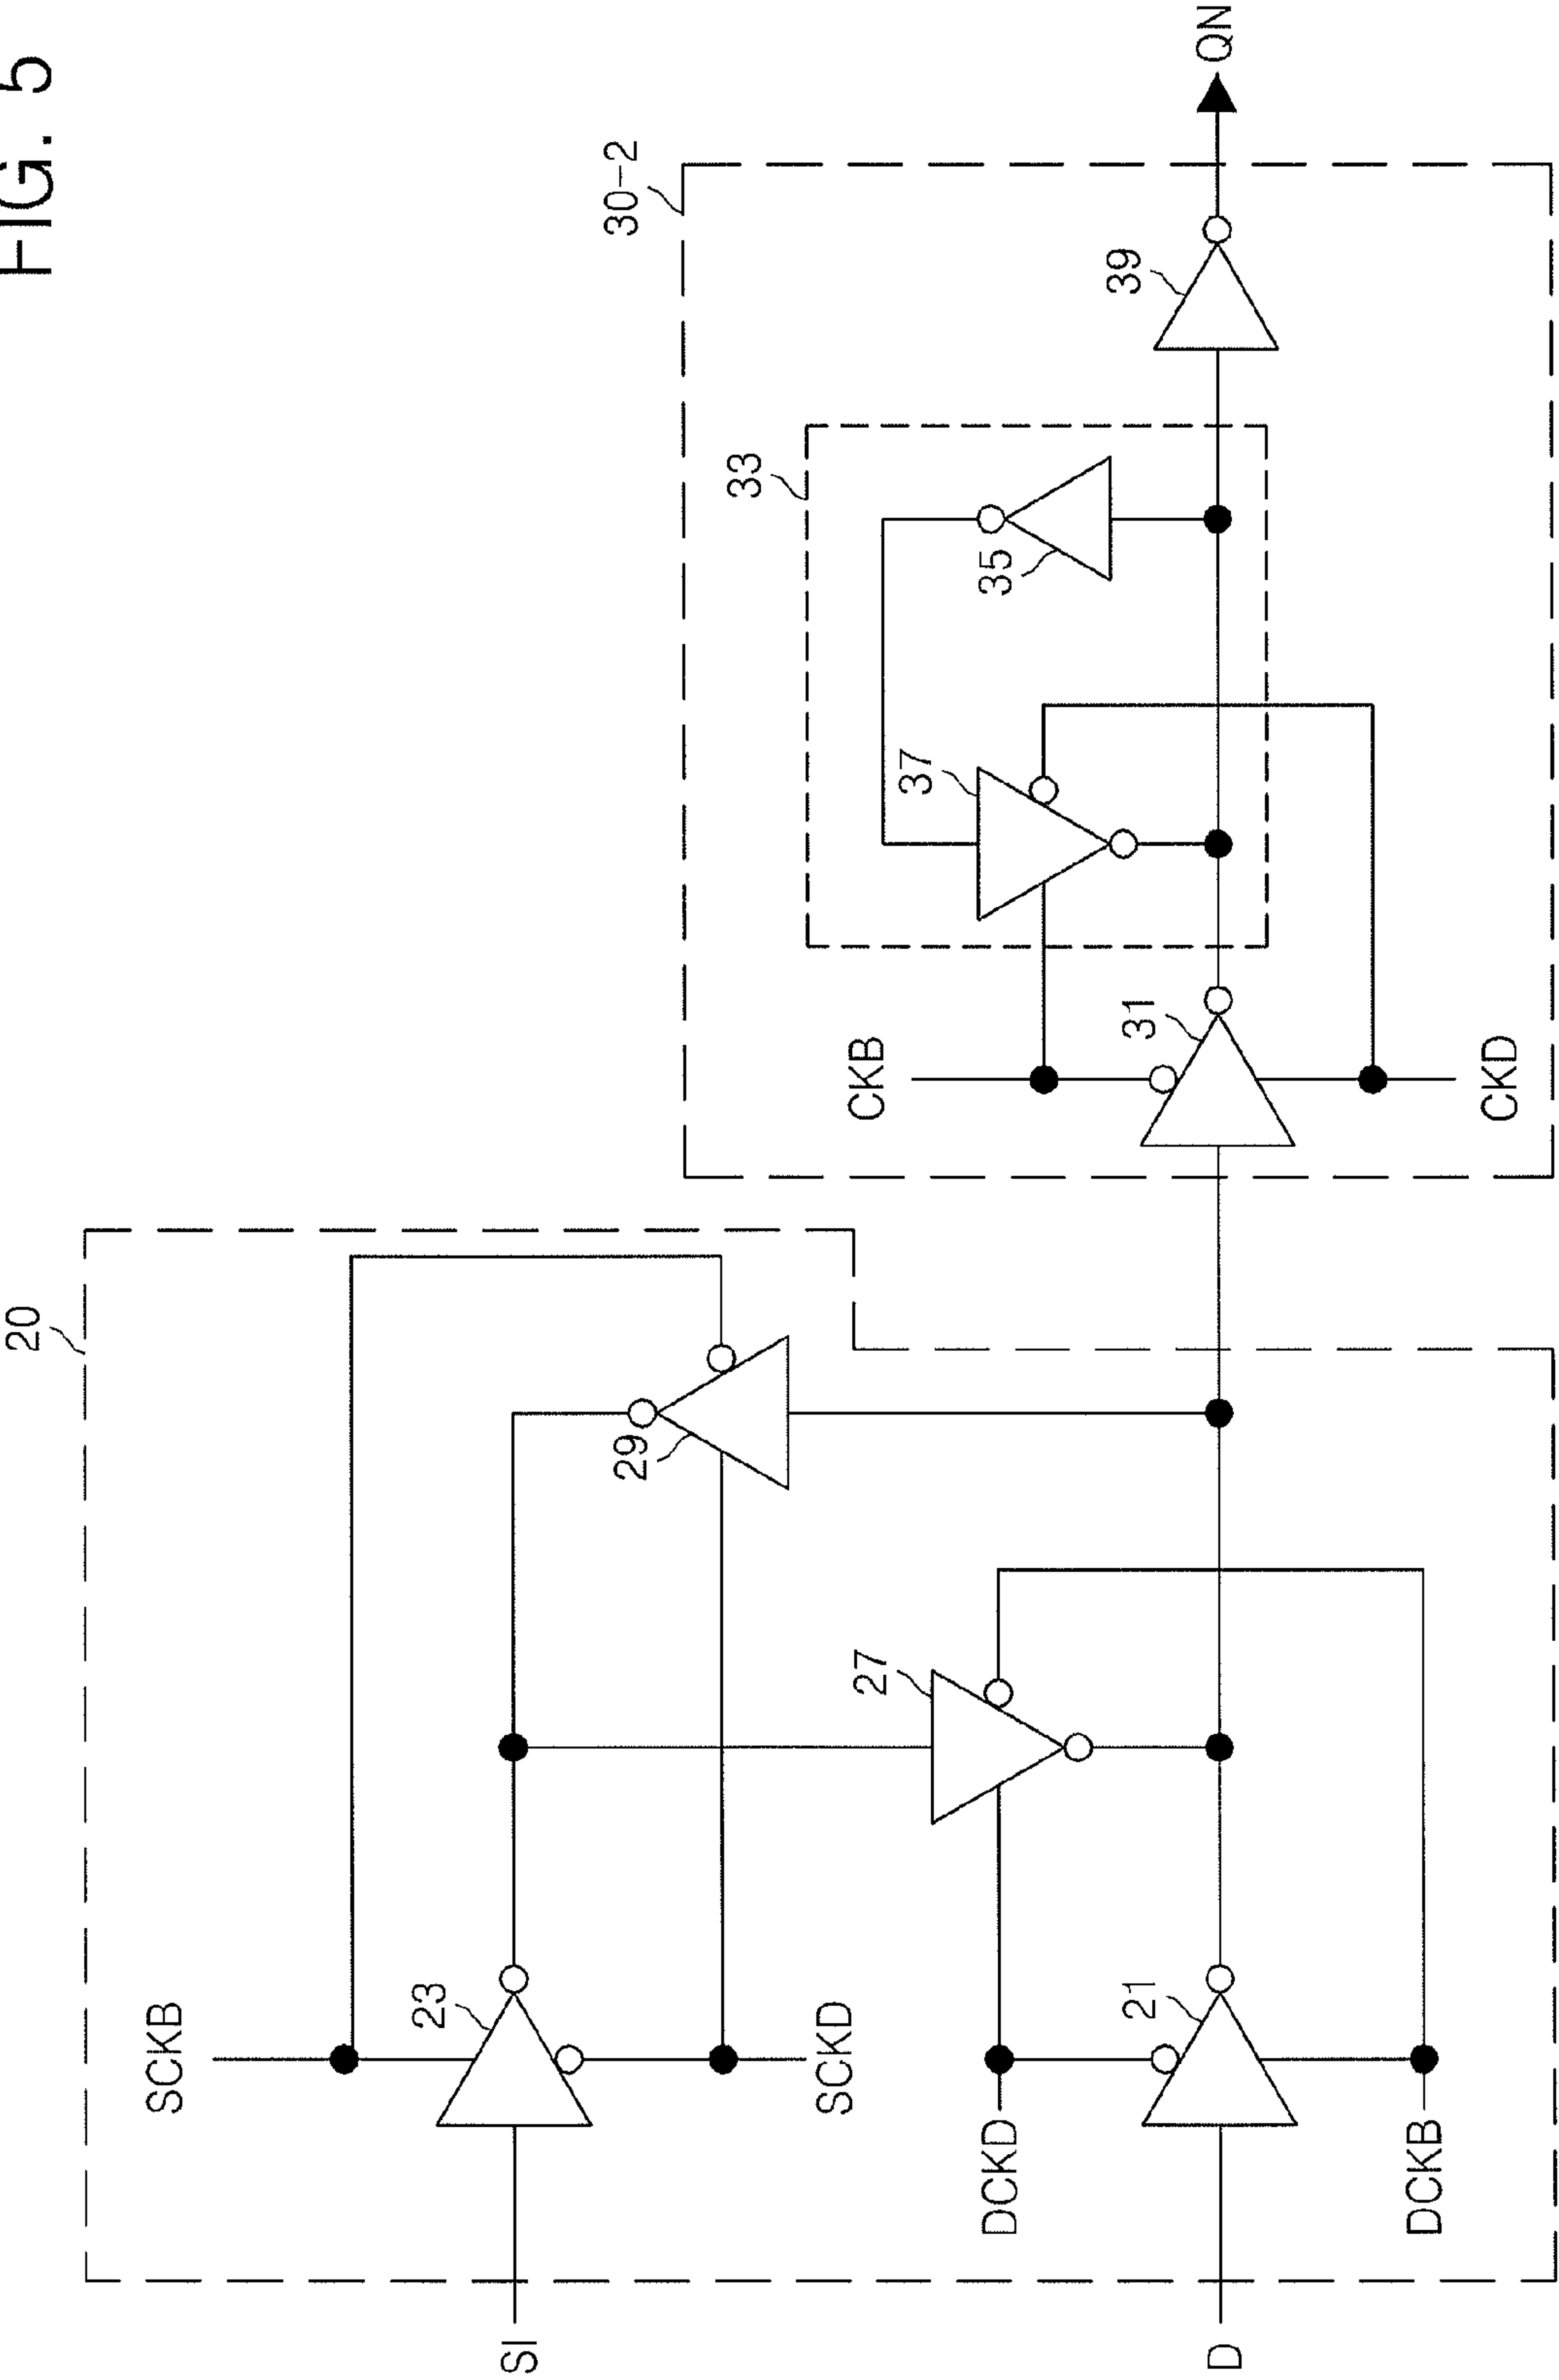 FIG. 5
20
SCKB
23
SI
29
SCKD
27
DCKD
21
D
DCKB
30-2
33
35
37
CKB
31
CKD
39
QN